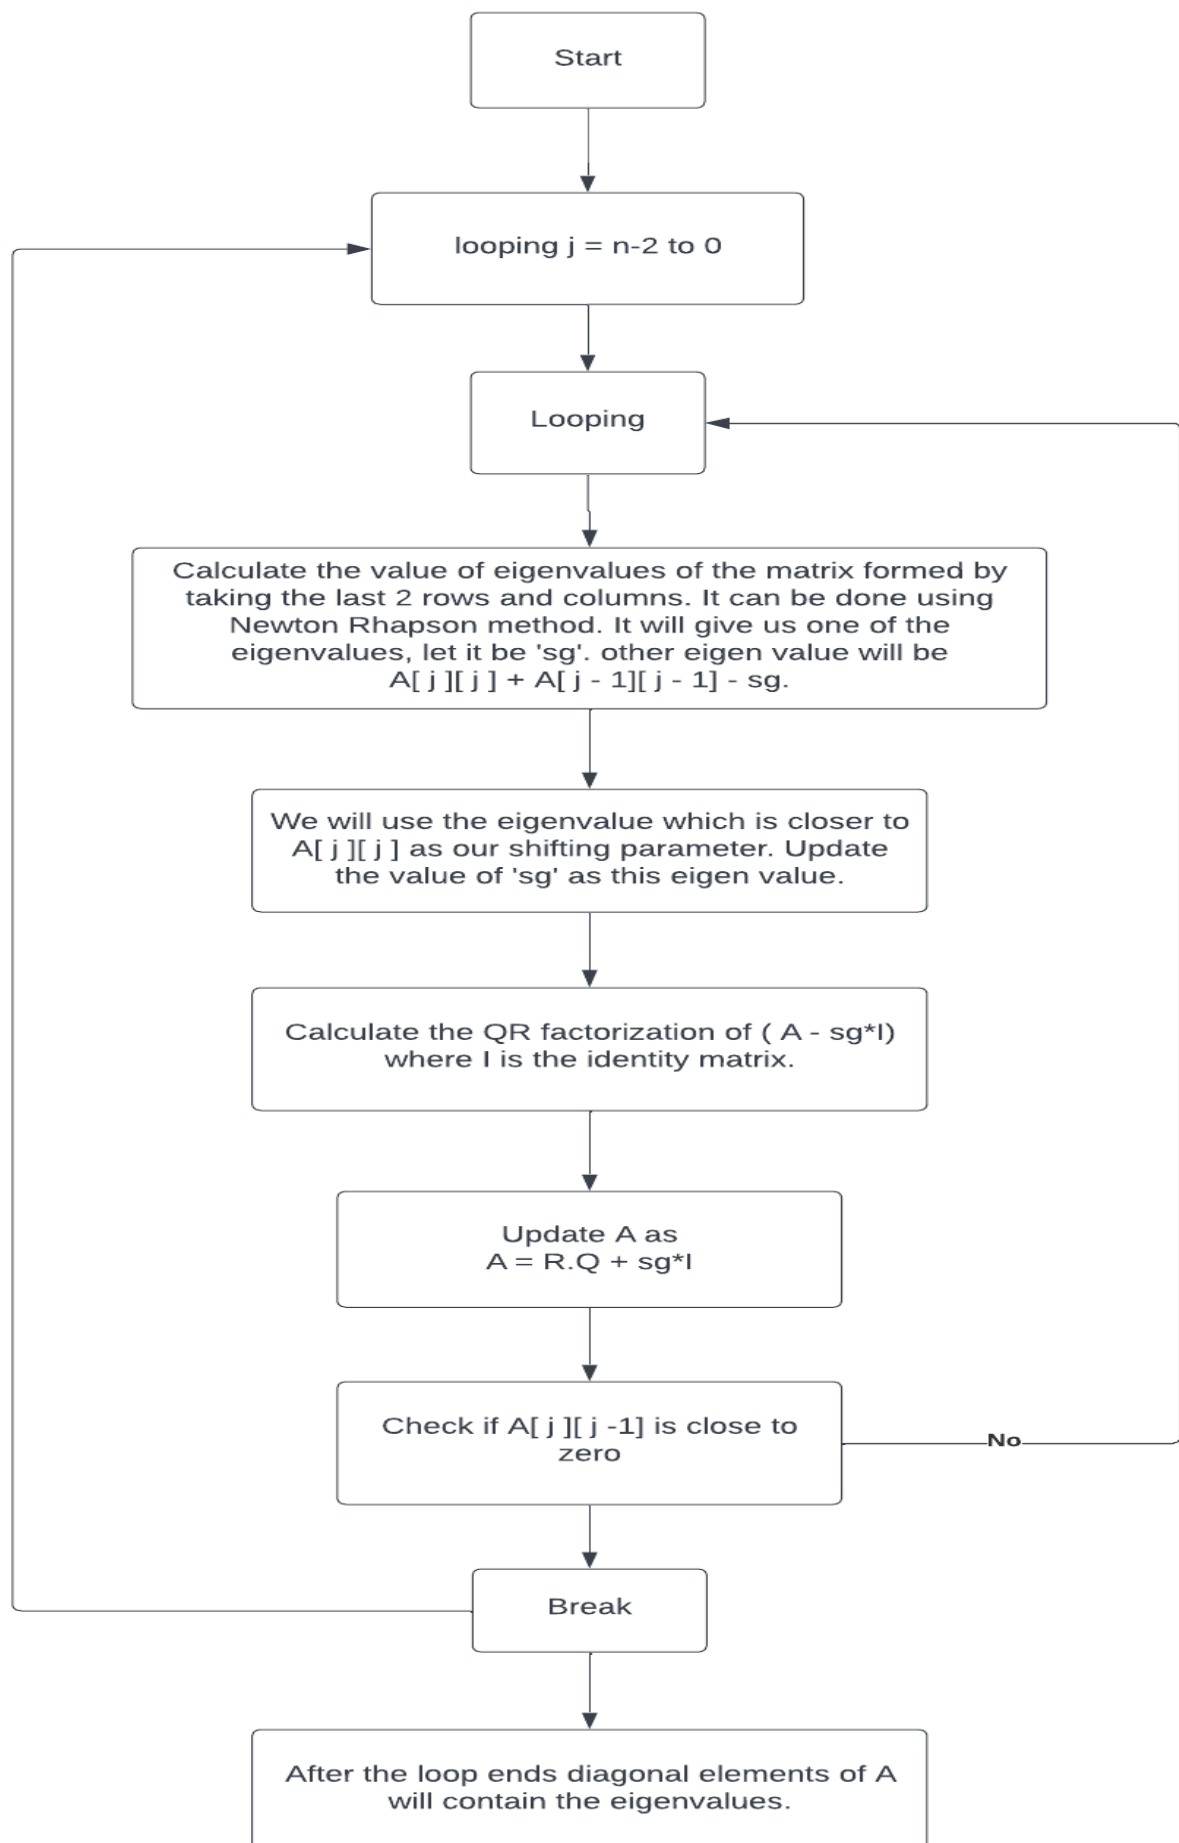 Start
looping j = n-2 to 0
Looping
Calculate the value of eigenvalues of the matrix formed by
taking the last 2 rows and columns. It can be done using
Newton Rhapson method. It will give us one of the
eigenvalues, let it be 'sg'. other eigen value will be
A[ j ][ j ] + A[ j - 1][ j - 1] - sg.
We will use the eigenvalue which is closer to
A[ j ][ j ] as our shifting parameter. Update
the value of 'sg' as this eigen value.
Calculate the QR factorization of ( A - sg*I)
where I is the identity matrix.
Update A as
A = R.Q + sg*I
Check if A[ j ][ j -1] is close to
zero
No
Break
After the loop ends diagonal elements of A
will contain the eigenvalues.